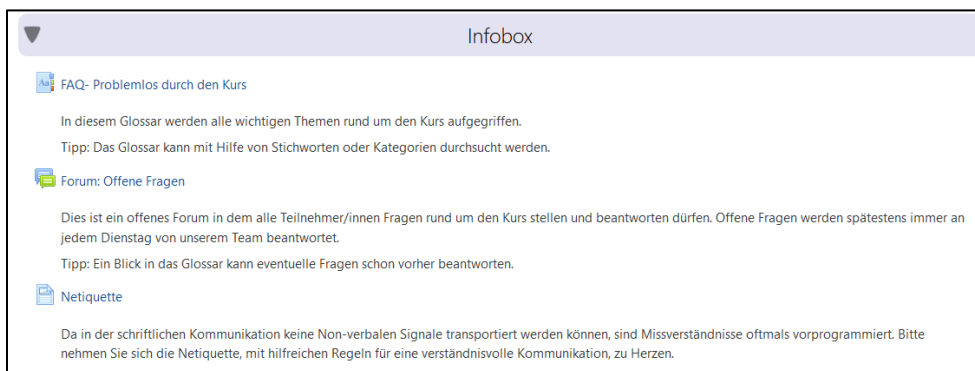 Infobox
FAQ- Problemlos durch den Kurs
In diesem Glossar werden alle wichtigen Themen rund um den Kurs aufgegriffen.
Tipp: Das Glossar kann mit Hilfe von Stichworten oder Kategorien durchsucht werden.
Forum: Offene Fragen
Dies ist ein offenes Forum in dem alle Teilnehmer/innen Fragen rund um den Kurs stellen und beantworten dürfen. Offene Fragen werden spätestens immer an
jedem Dienstag von unserem Team beantwortet.
Tipp: Ein Blick in das Glossar kann eventuelle Fragen schon vorher beantworten.
Netiquette
Da in der schriftlichen Kommunikation keine Non-verbalen Signale transportiert werden können, sind Missverständnisse oftmals vorprogrammiert. Bitte
nehmen Sie sich die Netiquette, mit hilfreichen Regeln für eine verständnisvolle Kommunikation, zu Herzen.